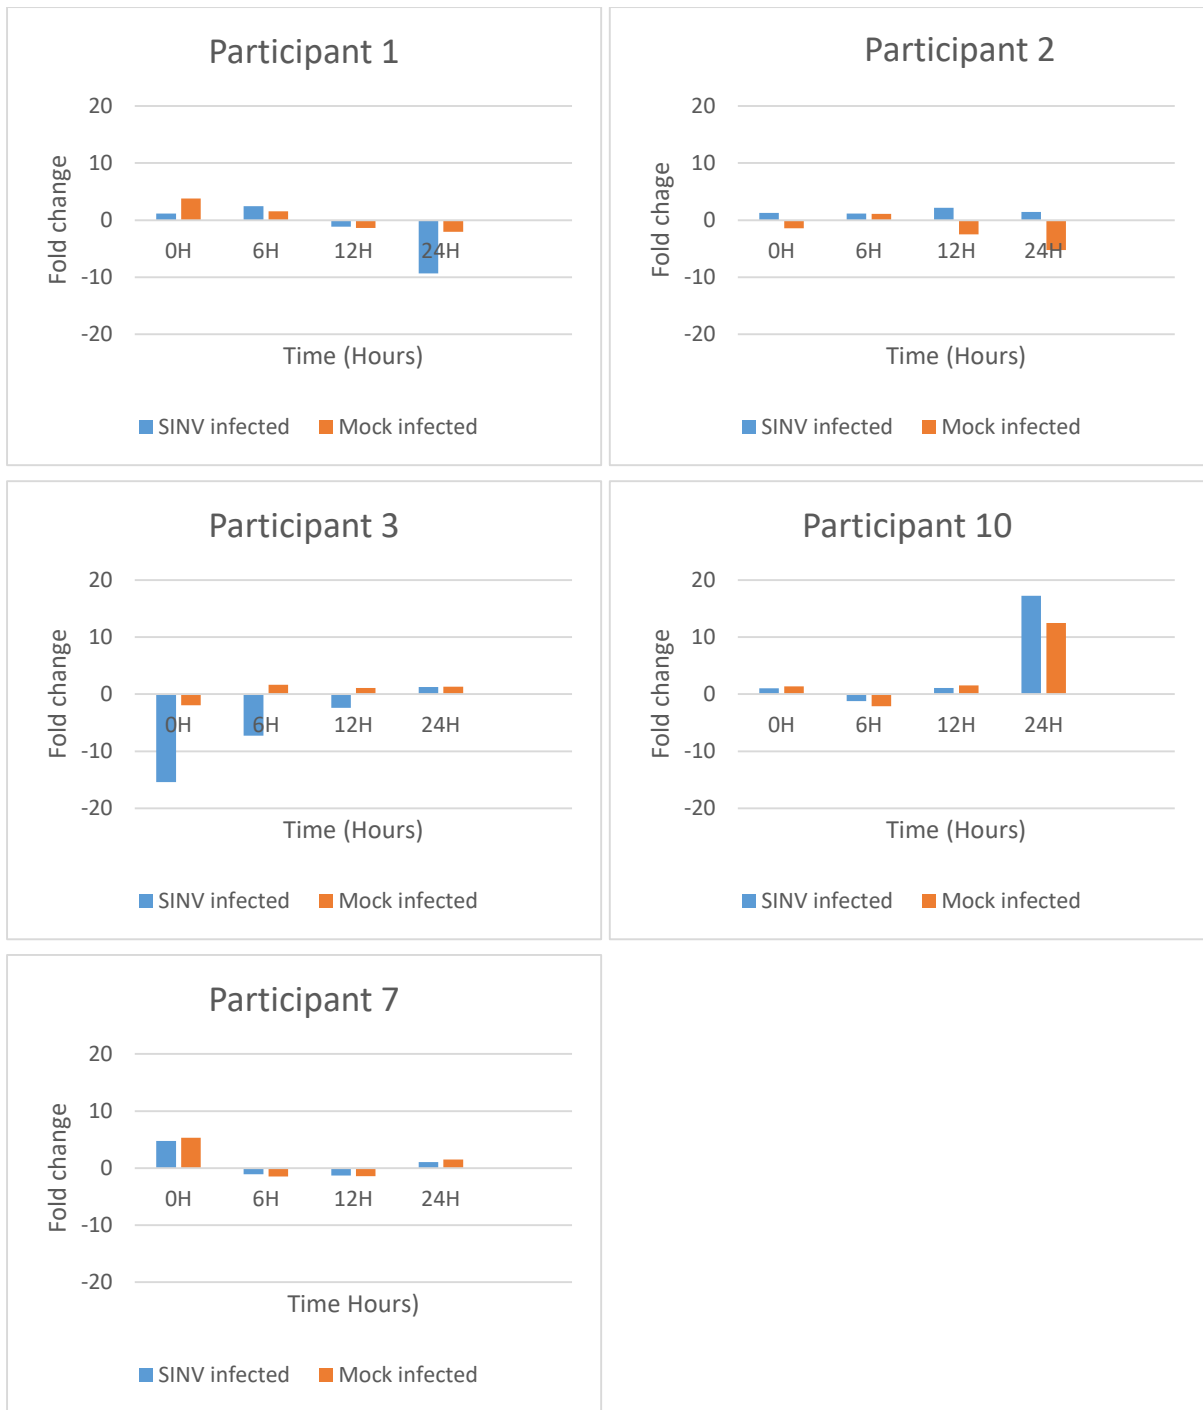 Participant 1
20
10
0
-10
-20
Fold change
0H 6H 12H 24H
Time (Hours)
SINV infected Mock infected
Participant 2
20
10
0
-10
-20
Fold chage
0H 6H 12H 24H
Time (Hours)
SINV infected Mock infected
Participant 3
20
10
0
-10
-20
Fold change
0H 6H 12H 24H
Time (Hours)
SINV infected Mock infected
Participant 10
20
10
0
-10
-20
Fold change
0H 6H 12H 24H
Time (Hours)
SINV infected Mock infected
Participant 7
20
10
0
-10
-20
Fold change
0H 6H 12H 24H
Time Hours)
SINV infected Mock infected